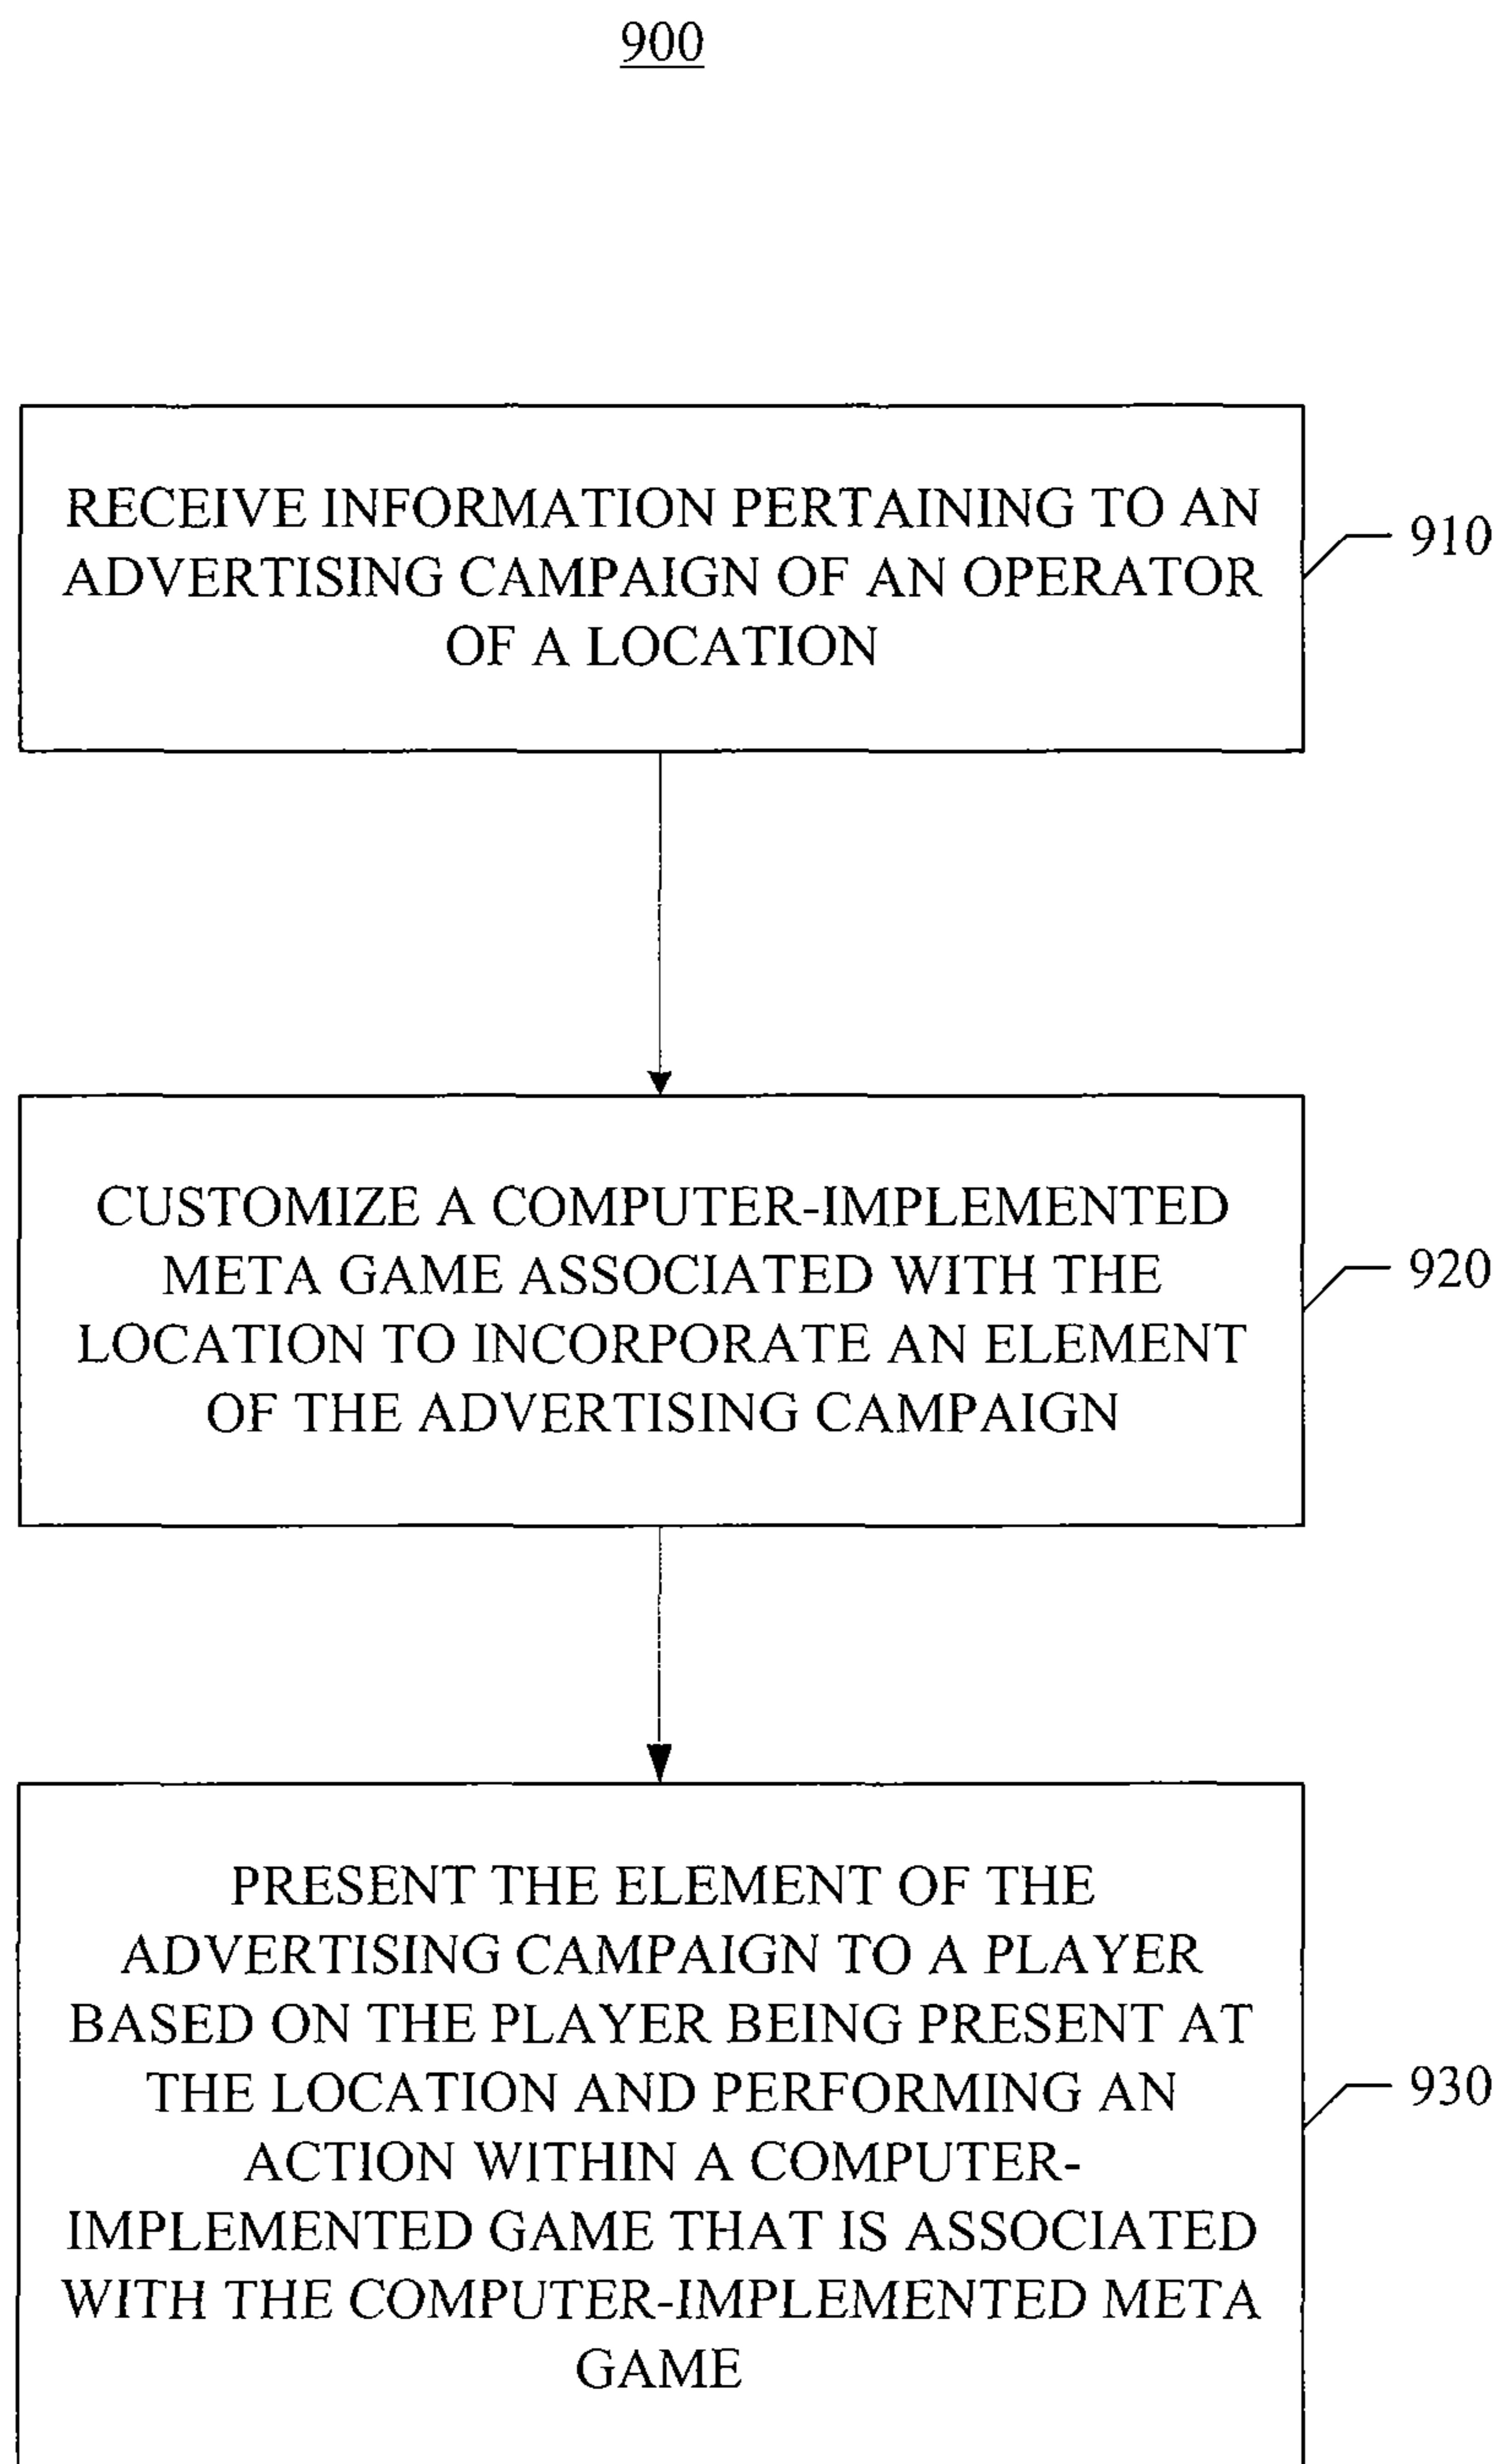 900
RECEIVE INFORMATION PERTAINING TO AN
ADVERTISING CAMPAIGN OF AN OPERATOR
OF A LOCATION
910
CUSTOMIZE A COMPUTER-IMPLEMENTED
META GAME ASSOCIATED WITH THE
LOCATION TO INCORPORATE AN ELEMENT
OF THE ADVERTISING CAMPAIGN
920
PRESENT THE ELEMENT OF THE
ADVERTISING CAMPAIGN TO A PLAYER
BASED ON THE PLAYER BEING PRESENT AT
THE LOCATION AND PERFORMING AN
ACTION WITHIN A COMPUTER-
IMPLEMENTED GAME THAT IS ASSOCIATED
WITH THE COMPUTER-IMPLEMENTED META
GAME
930